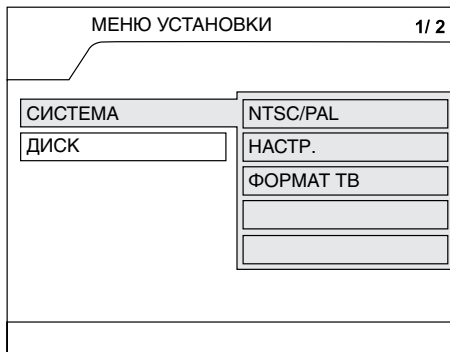 МЕНЮ УСТАНОВКИ 1/ 2
СИСТЕМА NTSC/PAL
ДИСК НАСТР.
ФОРМАТ ТВ